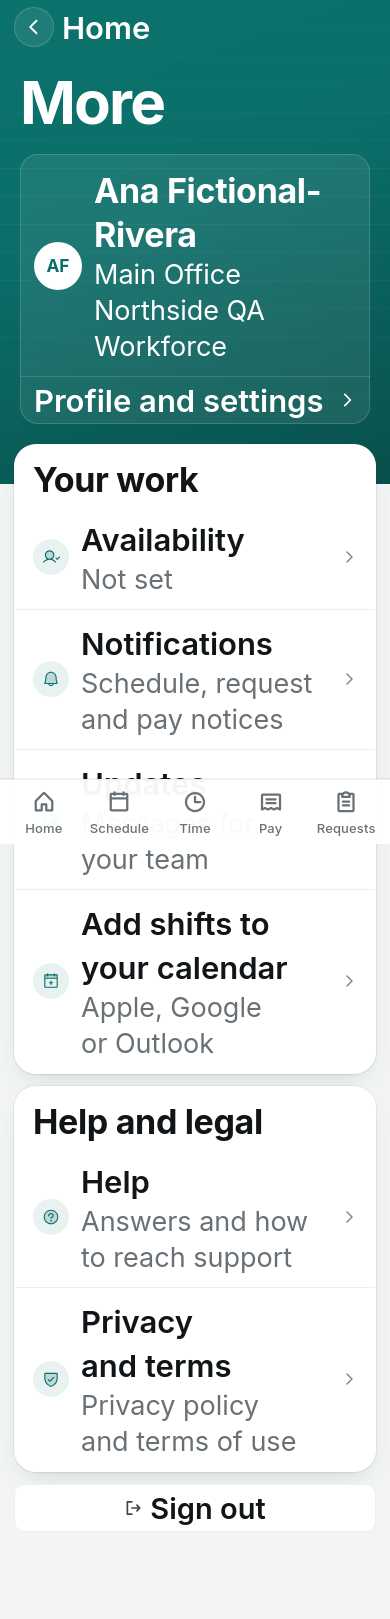 Home
More
Ana Fictional-
Rivera
AF
Main Office
Northside QA
Workforce
Profile and settings
Your work
Availability
Not set
Notifications
Schedule, request
and pay notices
Updates
Home
Schedule
Time
Pay
Requests
your team
Add shifts to
your calendar
Apple, Google
or Outlook
Help and legal
Help
Answers and how
to reach support
Privacy
and terms
Privacy policy
and terms of use
Sign out